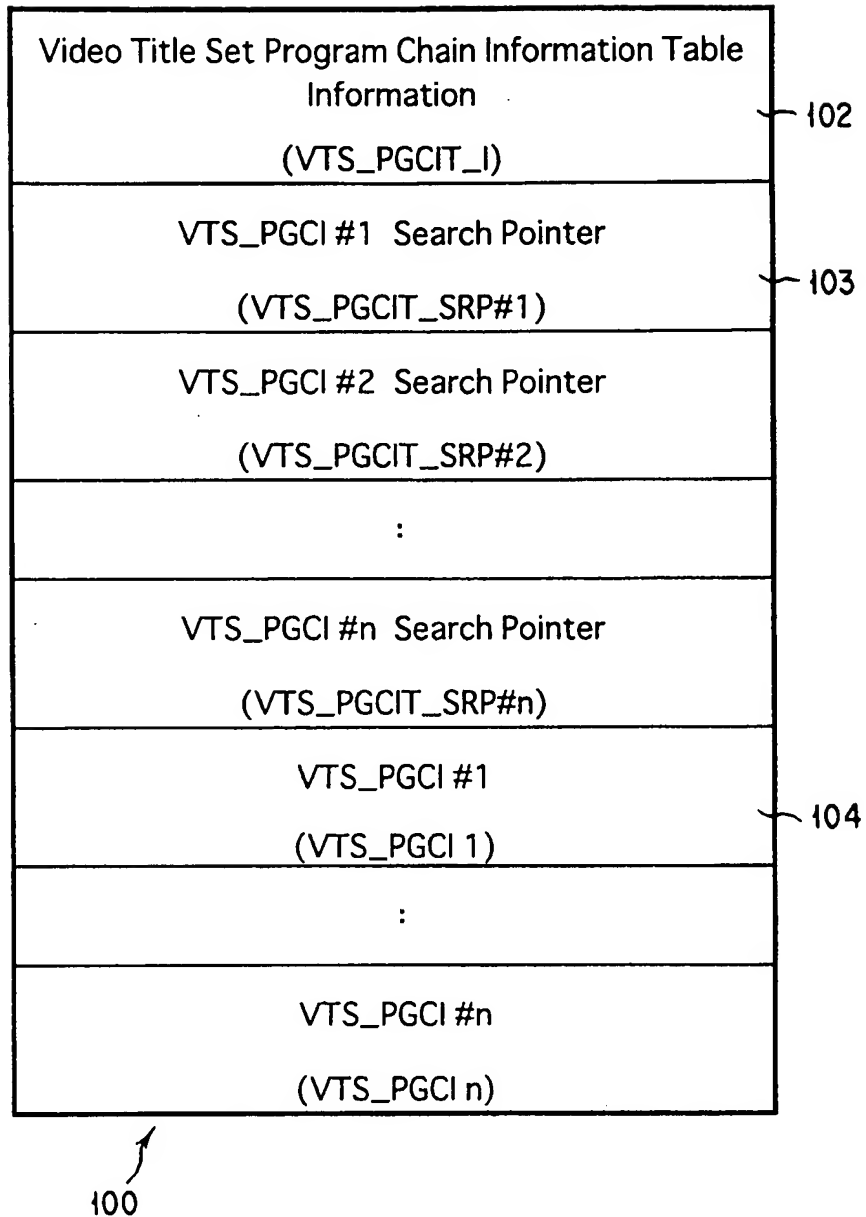 Video Title Set Program Chain Information Table
Information
(VTS_PGCIT_I)
102
VTS_PGCI #1 Search Pointer
(VTS_PGCIT_SRP#1)
103
VTS_PGCI #2 Search Pointer
(VTS_PGCIT_SRP#2)
:
VTS_PGCI #n Search Pointer
(VTS_PGCIT_SRP#n)
VTS_PGCI #1
(VTS_PGCI 1)
104
:
VTS_PGCI #n
(VTS_PGCI n)
100